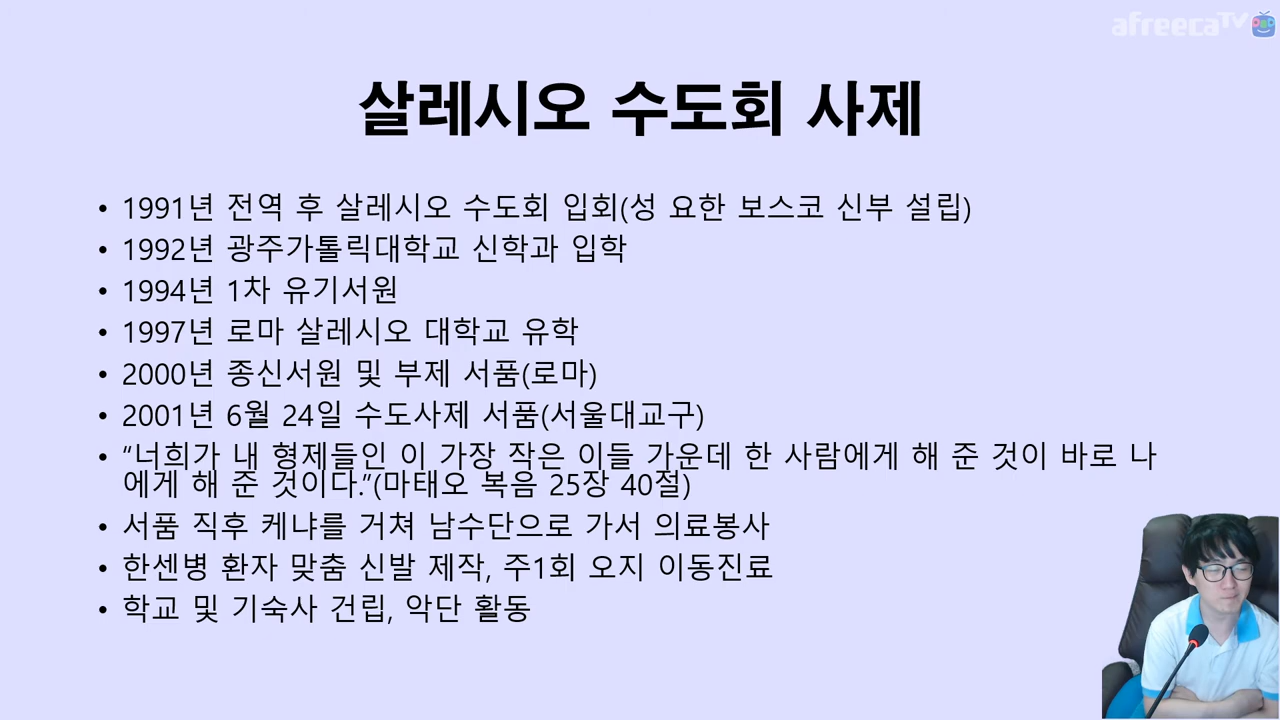 afreecaTV
살레시오 수도회 사제
• 1991년 전역 후 살레시오 수도회 입회(성 요한 보스코 신부 설립)
• 1992년 광주가톨릭대학교 신학과 입학
• 1994년 1차 유기서원
• 1997년 로마 살레시오 대학교 유학
• 2000년 종신서원 및 부제 서품(로마)
• 2001년 6월 24일 수도사제 서품(서울대교구)
• “너희가 내 형제들인 이 가장 작은 이들 가운데 한 사람에게 해 준 것이 바로 나
에게 해 준 것이다.”(마태오 복음 25장 40절)
• 서품 직후 케냐를 거쳐 남수단으로 가서 의료봉사
• 한센병 환자 맞춤 신발 제작, 주1회 오지 이동진료
• 학교 및 기숙사 건립, 악단 활동